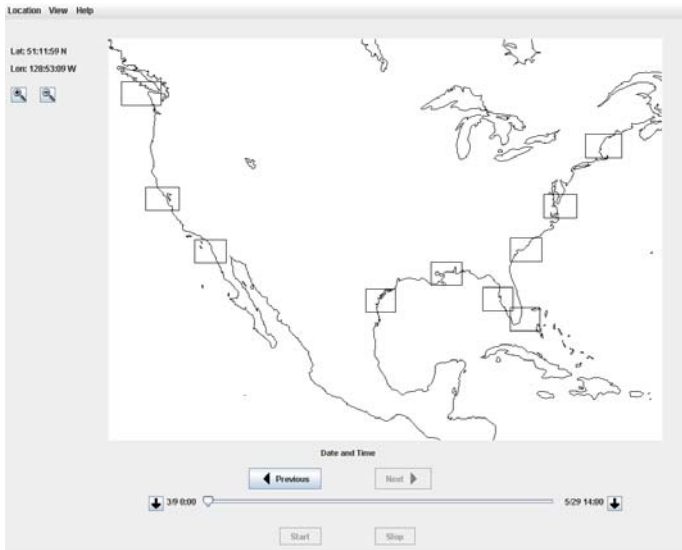 Location View Help
Lat: 51:11:59 N
Lon: 128:53:09 W
Date and Time
Previous Next
3/9 0:00 5/29 14:00
Start Stop